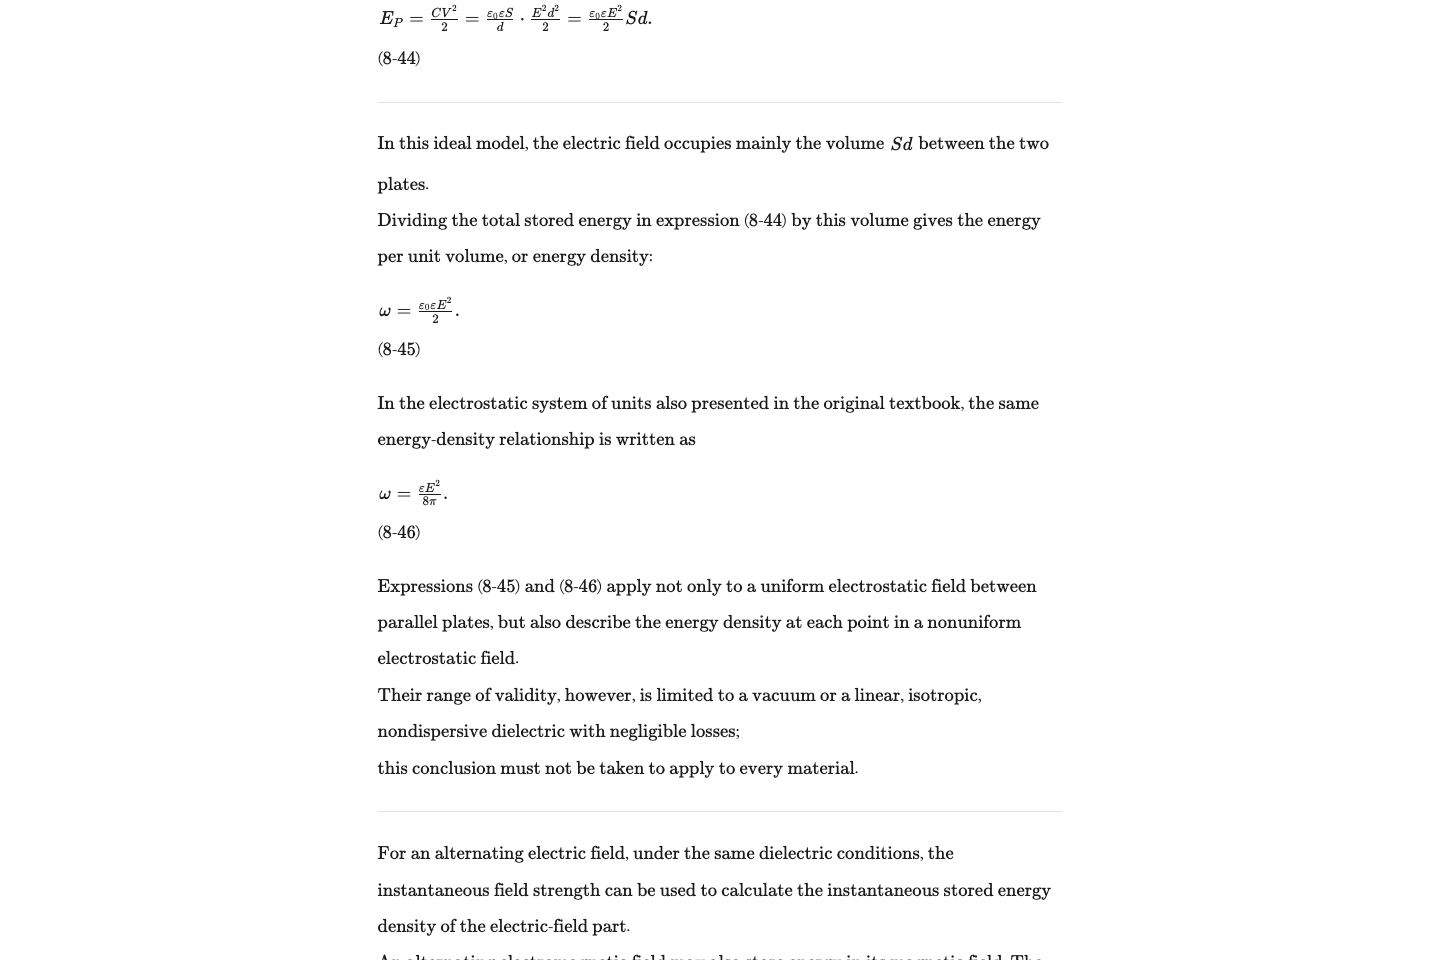 E_P = CV²/2 = ε₀εS/d · E²d²/2 = ε₀εE²/2 Sd.
(8-44)
In this ideal model, the electric field occupies mainly the volume Sd between the two
plates.
Dividing the total stored energy in expression (8-44) by this volume gives the energy
per unit volume, or energy density:
ω = ε₀εE²/2.
(8-45)
In the electrostatic system of units also presented in the original textbook, the same
energy-density relationship is written as
ω = εE²/8π.
(8-46)
Expressions (8-45) and (8-46) apply not only to a uniform electrostatic field between
parallel plates, but also describe the energy density at each point in a nonuniform
electrostatic field.
Their range of validity, however, is limited to a vacuum or a linear, isotropic,
nondispersive dielectric with negligible losses;
this conclusion must not be taken to apply to every material.
For an alternating electric field, under the same dielectric conditions, the
instantaneous field strength can be used to calculate the instantaneous stored energy
density of the electric-field part.